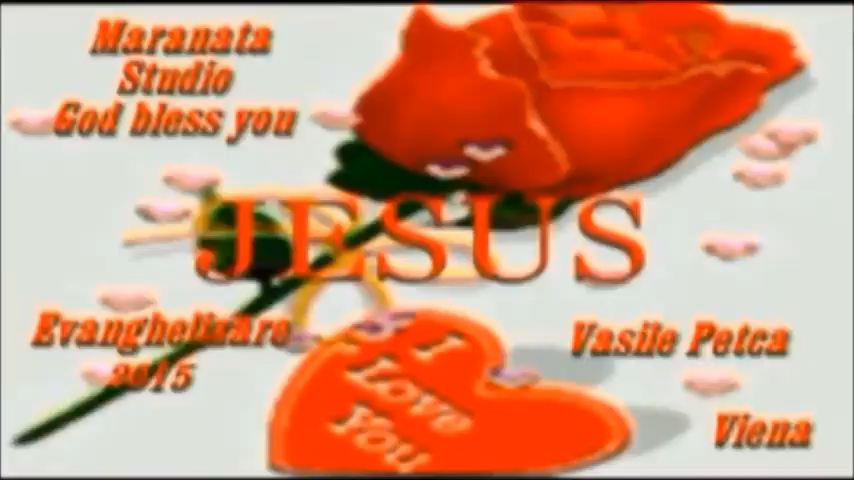 Maranata
Studio
God bless you
JESUS
Evanghelizare
2015
I
Love
You
Vasile Petca
Viena